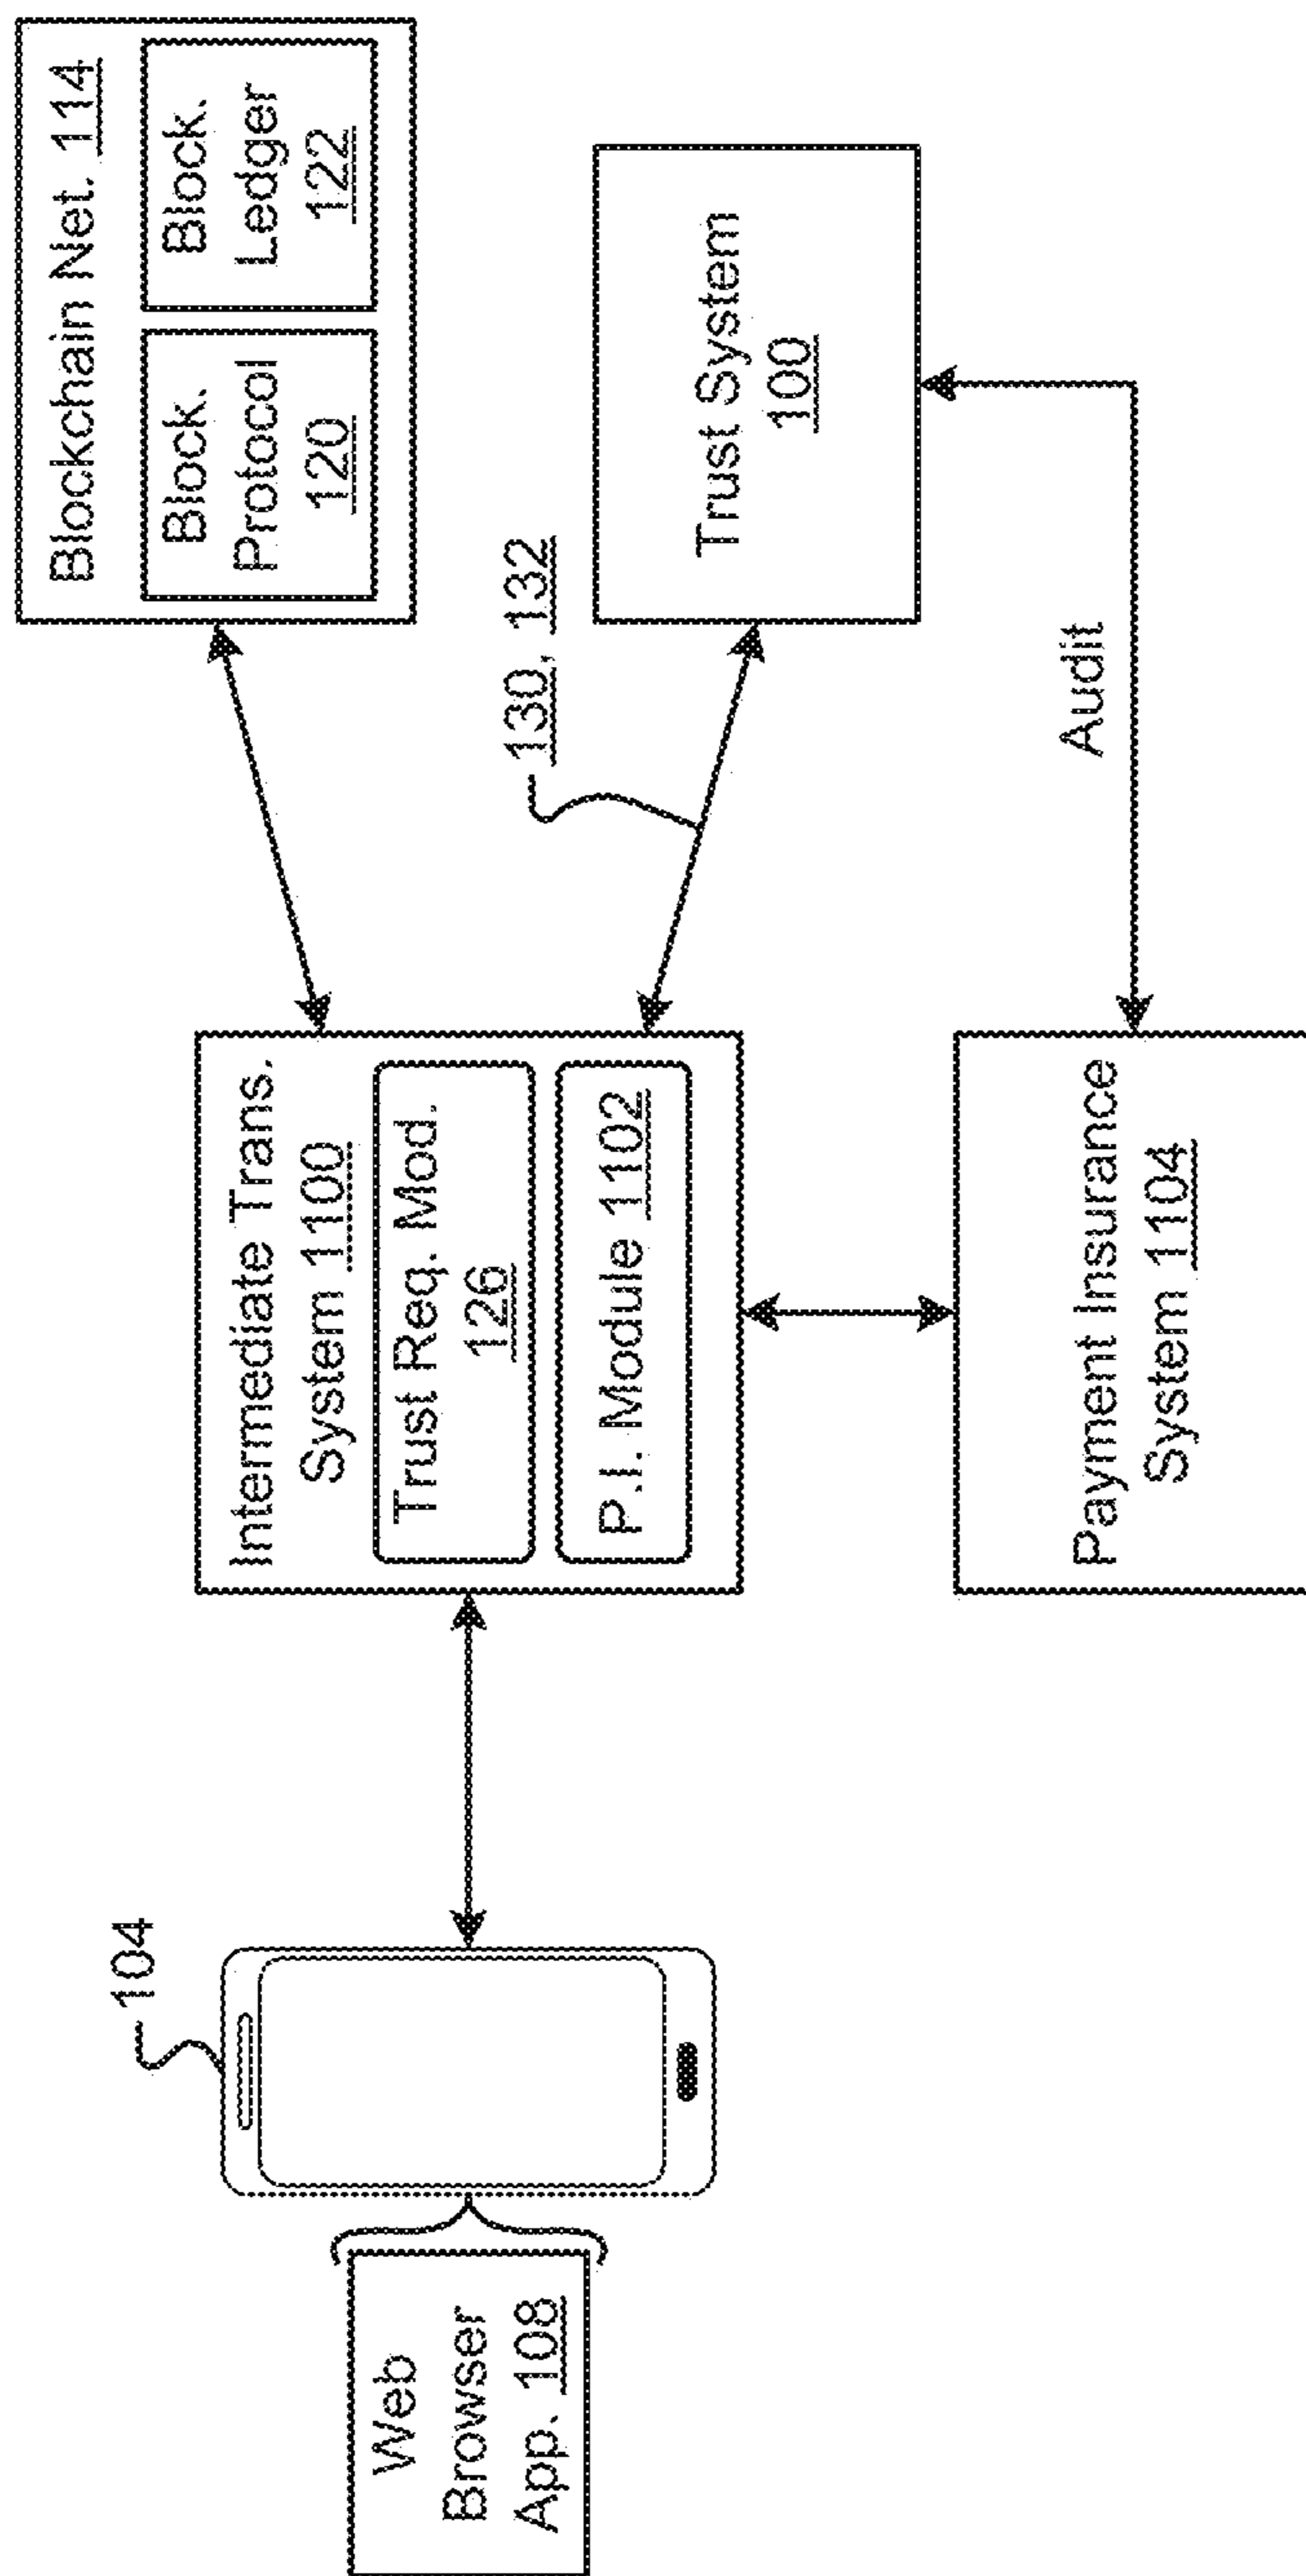 Web
Browser
App. 108
104
Intermediate Trans.
System 1100
Trust Req. Mod.
126
P.I. Module 1102
Payment Insurance
System 1104
Blockchain Net. 114
Block.
Protocol
120
Block.
Ledger
122
130, 132
Trust System
100
Audit